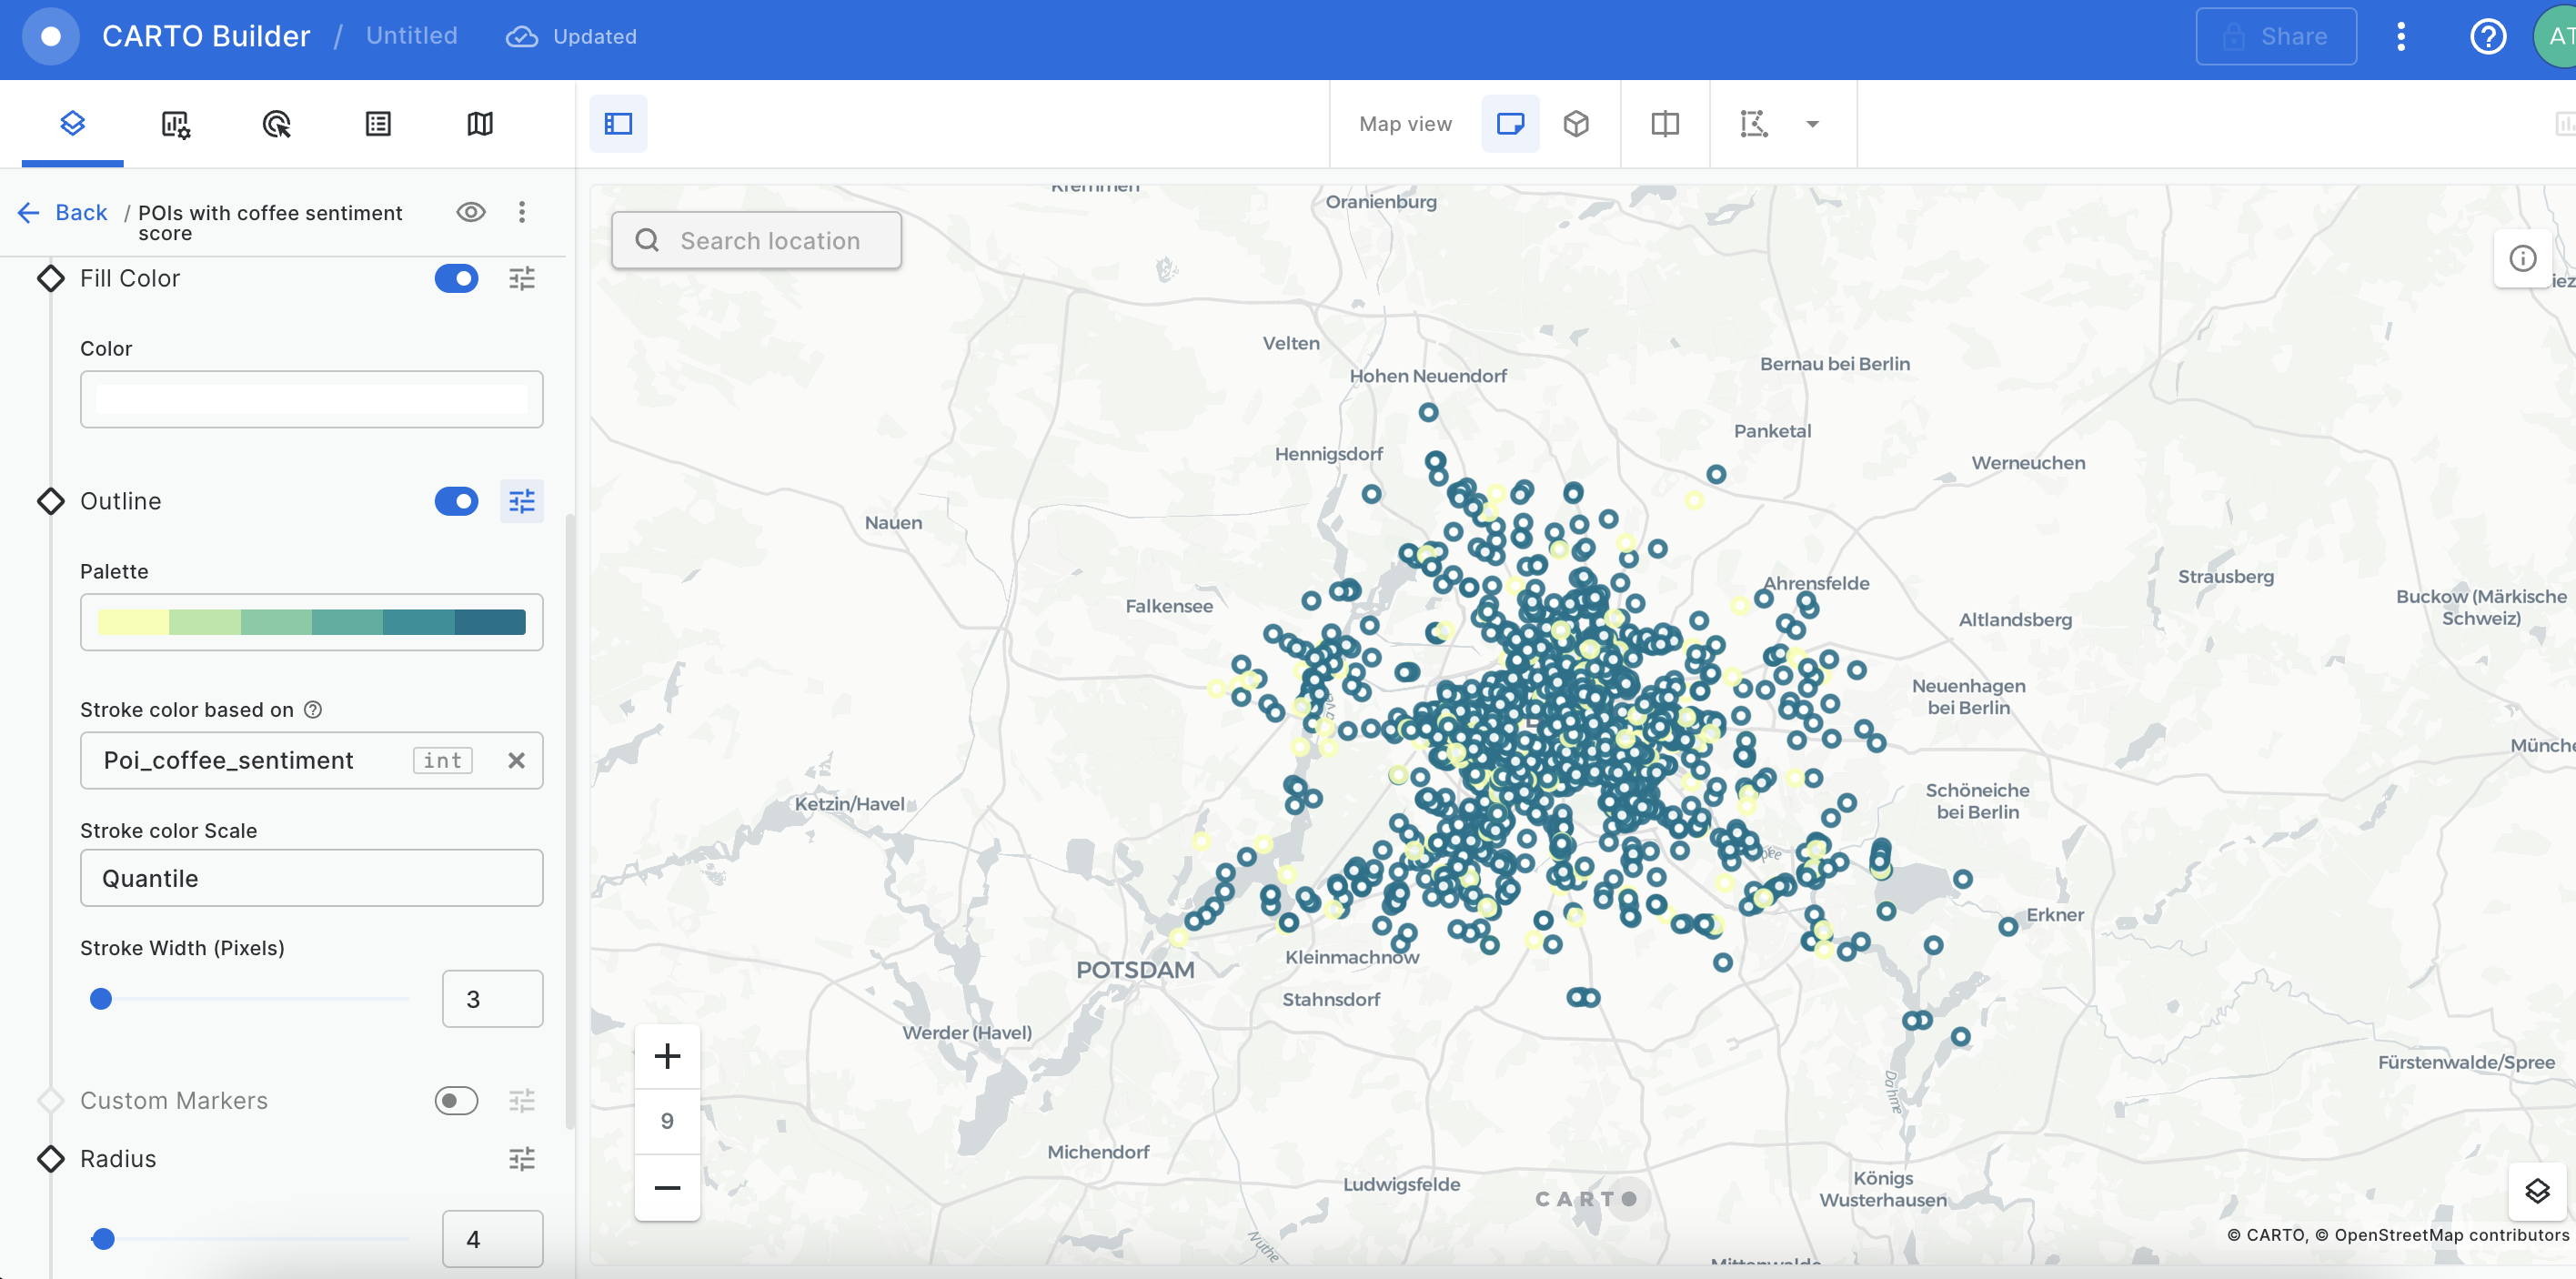 CARTO Builder / Untitled Updated Share AT
Map view
Back / POIs with coffee sentiment
score
Fill Color
Color
Outline
Palette
Stroke color based on
Poi_coffee_sentiment int
Stroke color Scale
Quantile
Stroke Width (Pixels)
3
Custom Markers
Radius
4
Search location
Kremmen
Oranienburg
Velten
Bernau bei Berlin
Hohen Neuendorf
Panketal
Hennigsdorf
Werneuchen
Nauen
Strausberg
Ahrensfelde
Buckow (Märkische
Schweiz)
Falkensee
Altlandsberg
Neuenhagen
bei Berlin
Ketzin/Havel
Schöneiche
bei Berlin
Erkner
Kleinmachnow
POTSDAM
Stahnsdorf
Werder (Havel)
Fürstenwalde/Spree
Dahme
+
9
−
Michendorf
Ludwigsfelde
Königs
Wusterhausen
CARTO
Nuthe
© CARTO, © OpenStreetMap contributors
Mittenwalde